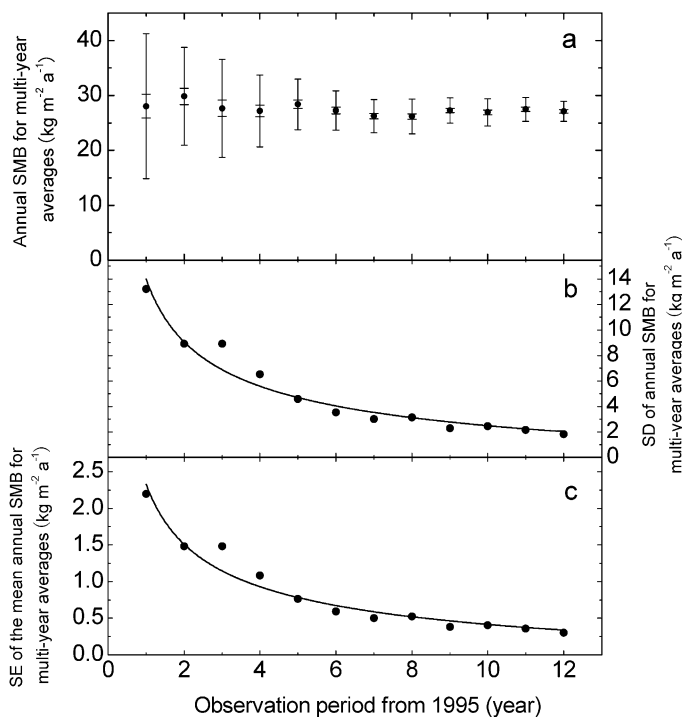 Annual SMB for multi-year
averages (kg m⁻² a⁻¹)
40
30
20
10
0
a
b
14
12
10
8
6
4
2
0
SD of annual SMB for
multi-year averages (kg m⁻² a⁻¹)
SE of the mean annual SMB for
multi-year averages (kg m⁻² a⁻¹)
2.5
2.0
1.5
1.0
0.5
0.0
c
0 2 4 6 8 10 12
Observation period from 1995 (year)